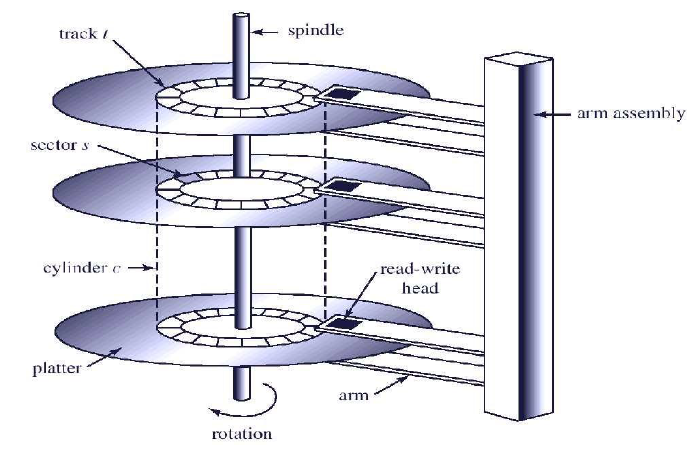 track t
spindle
arm assembly
sector s
cylinder c
read-write
head
platter
arm
rotation